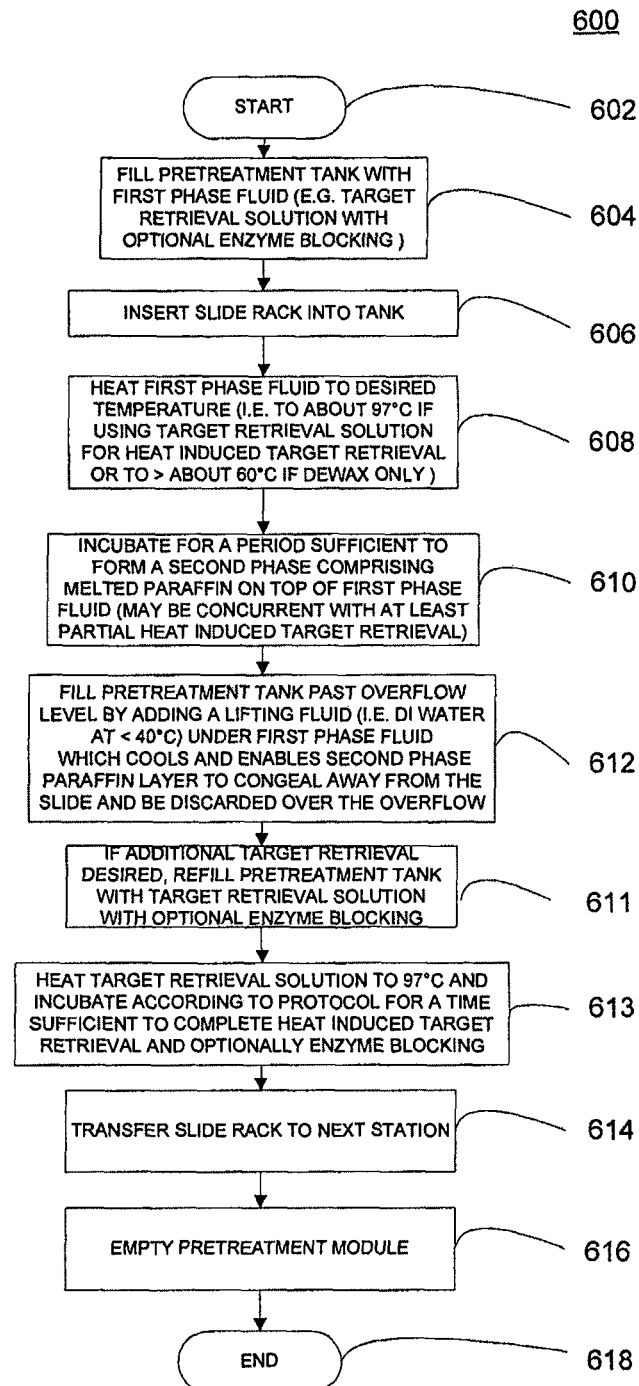 600
START
602
FILL PRETREATMENT TANK WITH
FIRST PHASE FLUID (E.G. TARGET
RETRIEVAL SOLUTION WITH
OPTIONAL ENZYME BLOCKING )
604
INSERT SLIDE RACK INTO TANK
606
HEAT FIRST PHASE FLUID TO DESIRED
TEMPERATURE (I.E. TO ABOUT 97°C IF
USING TARGET RETRIEVAL SOLUTION
FOR HEAT INDUCED TARGET RETRIEVAL
OR TO > ABOUT 60°C IF DEWAX ONLY )
608
INCUBATE FOR A PERIOD SUFFICIENT TO
FORM A SECOND PHASE COMPRISING
MELTED PARAFFIN ON TOP OF FIRST PHASE
FLUID (MAY BE CONCURRENT WITH AT LEAST
PARTIAL HEAT INDUCED TARGET RETRIEVAL)
610
FILL PRETREATMENT TANK PAST OVERFLOW
LEVEL BY ADDING A LIFTING FLUID (I.E. DI WATER
AT < 40°C) UNDER FIRST PHASE FLUID
WHICH COOLS AND ENABLES SECOND PHASE
PARAFFIN LAYER TO CONGEAL AWAY FROM THE
SLIDE AND BE DISCARDED OVER THE OVERFLOW
612
IF ADDITIONAL TARGET RETRIEVAL
DESIRED, REFILL PRETREATMENT TANK
WITH TARGET RETRIEVAL SOLUTION
WITH OPTIONAL ENZYME BLOCKING
611
HEAT TARGET RETRIEVAL SOLUTION TO 97°C AND
INCUBATE ACCORDING TO PROTOCOL FOR A TIME
SUFFICIENT TO COMPLETE HEAT INDUCED TARGET
RETRIEVAL AND OPTIONALLY ENZYME BLOCKING
613
TRANSFER SLIDE RACK TO NEXT STATION
614
EMPTY PRETREATMENT MODULE
616
END
618